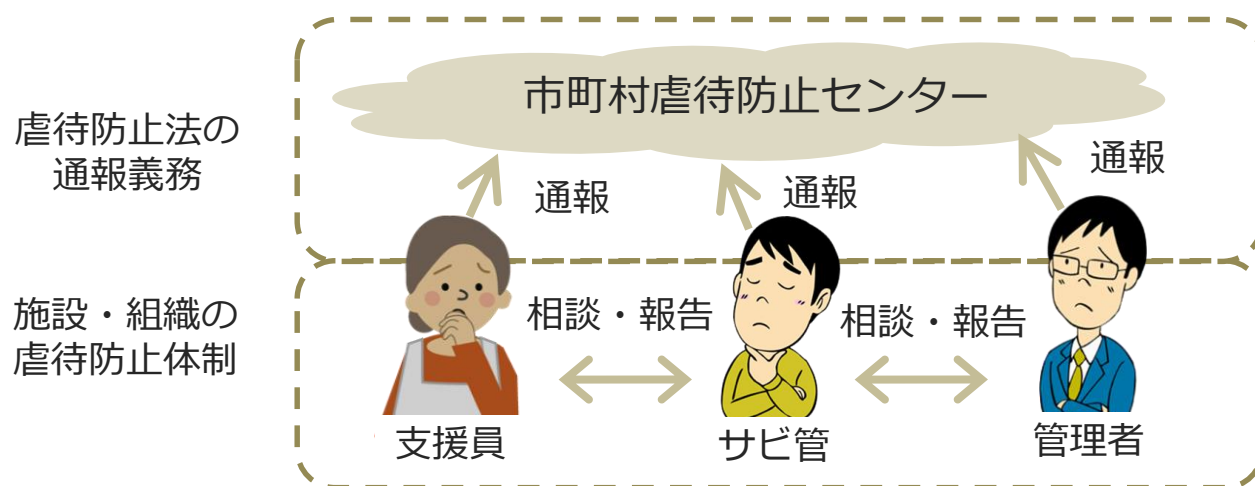 市町村虐待防止センター
虐待防止法の
通報義務
通報
通報
通報
施設・組織の
虐待防止体制
相談・報告
相談・報告
支援員
サビ管
管理者